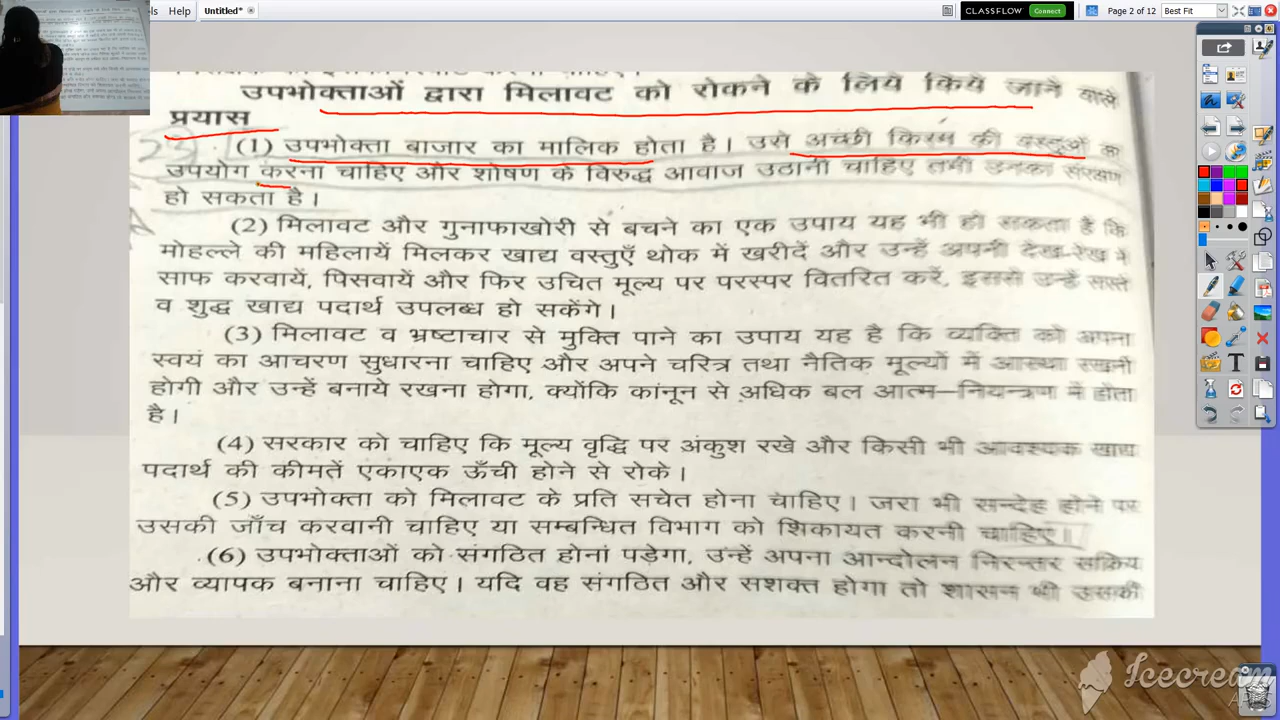 ols Help Untitled* CLASSFLOW Connect Page 2 of 12 Best Fit
उपभोक्ताओं द्वारा मिलावट को रोकने के लिये किये जाने वाले
प्रयास
(1) उपभोक्ता बाजार का मालिक होता है। उसे अच्छी किस्म की वस्तुओं का
उपयोग करना चाहिए और शोषण के विरुद्ध आवाज उठानी चाहिए तभी उनका संरक्षण
हो सकता है।
(2) मिलावट और गुनाफाखोरी से बचने का एक उपाय यह भी हो सकता है कि
मोहल्ले की महिलायें मिलकर खाद्य वस्तुएँ थोक में खरीदें और उन्हें अपनी देख-रेख में
साफ करवायें, पिसवायें और फिर उचित मूल्य पर परस्पर वितरित करें, इससे उन्हें सस्ते
व शुद्ध खाद्य पदार्थ उपलब्ध हो सकेंगे।
(3) मिलावट व भ्रष्टाचार से मुक्ति पाने का उपाय यह है कि व्यक्ति को अपना
स्वयं का आचरण सुधारना चाहिए और अपने चरित्र तथा नैतिक मूल्यों में आस्था रखनी
होगी और उन्हें बनाये रखना होगा, क्योंकि कांनून से अधिक बल आत्म–नियन्त्रण में होता
है।
(4) सरकार को चाहिए कि मूल्य वृद्धि पर अंकुश रखे और किसी भी आवश्यक खाद्य
पदार्थ की कीमतें एकाएक ऊँची होने से रोके।
(5) उपभोक्ता को मिलावट के प्रति सचेत होना चाहिए। जरा भी सन्देह होने पर
उसकी जाँच करवानी चाहिए या सम्बन्धित विभाग को शिकायत करनी चाहिए।
(6) उपभोक्ताओं को संगठित होनां पड़ेगा, उन्हें अपना आन्दोलन निरन्तर सक्रिय
और व्यापक बनाना चाहिए। यदि वह संगठित और सशक्त होगा तो शासन भी उसकी
Icecream
APPS